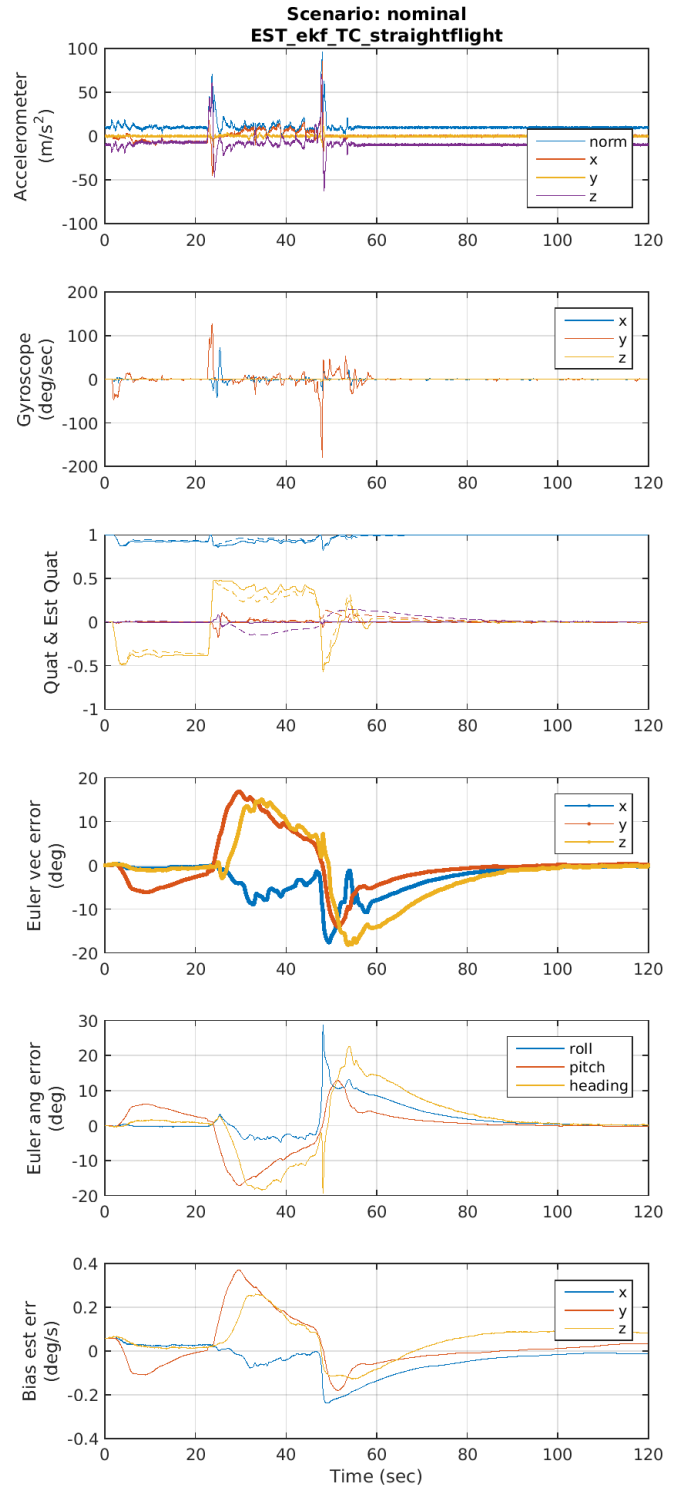 Scenario: nominal
EST_ekf_TC_straightflight
Accelerometer
(m/s²)
100
50
0
-50
-100
norm
x
y
z
0
20
40
60
80
100
120
Gyroscope
(deg/sec)
200
100
0
-100
-200
x
y
z
0
20
40
60
80
100
120
Quat & Est Quat
1
0.5
0
-0.5
-1
0
20
40
60
80
100
120
Euler vec error
(deg)
20
10
0
-10
-20
x
y
z
0
20
40
60
80
100
120
Euler ang error
(deg)
30
20
10
0
-10
-20
roll
pitch
heading
0
20
40
60
80
100
120
Bias est err
(deg/s)
0.4
0.2
0
-0.2
-0.4
x
y
z
0
20
40
60
80
100
120
Time (sec)